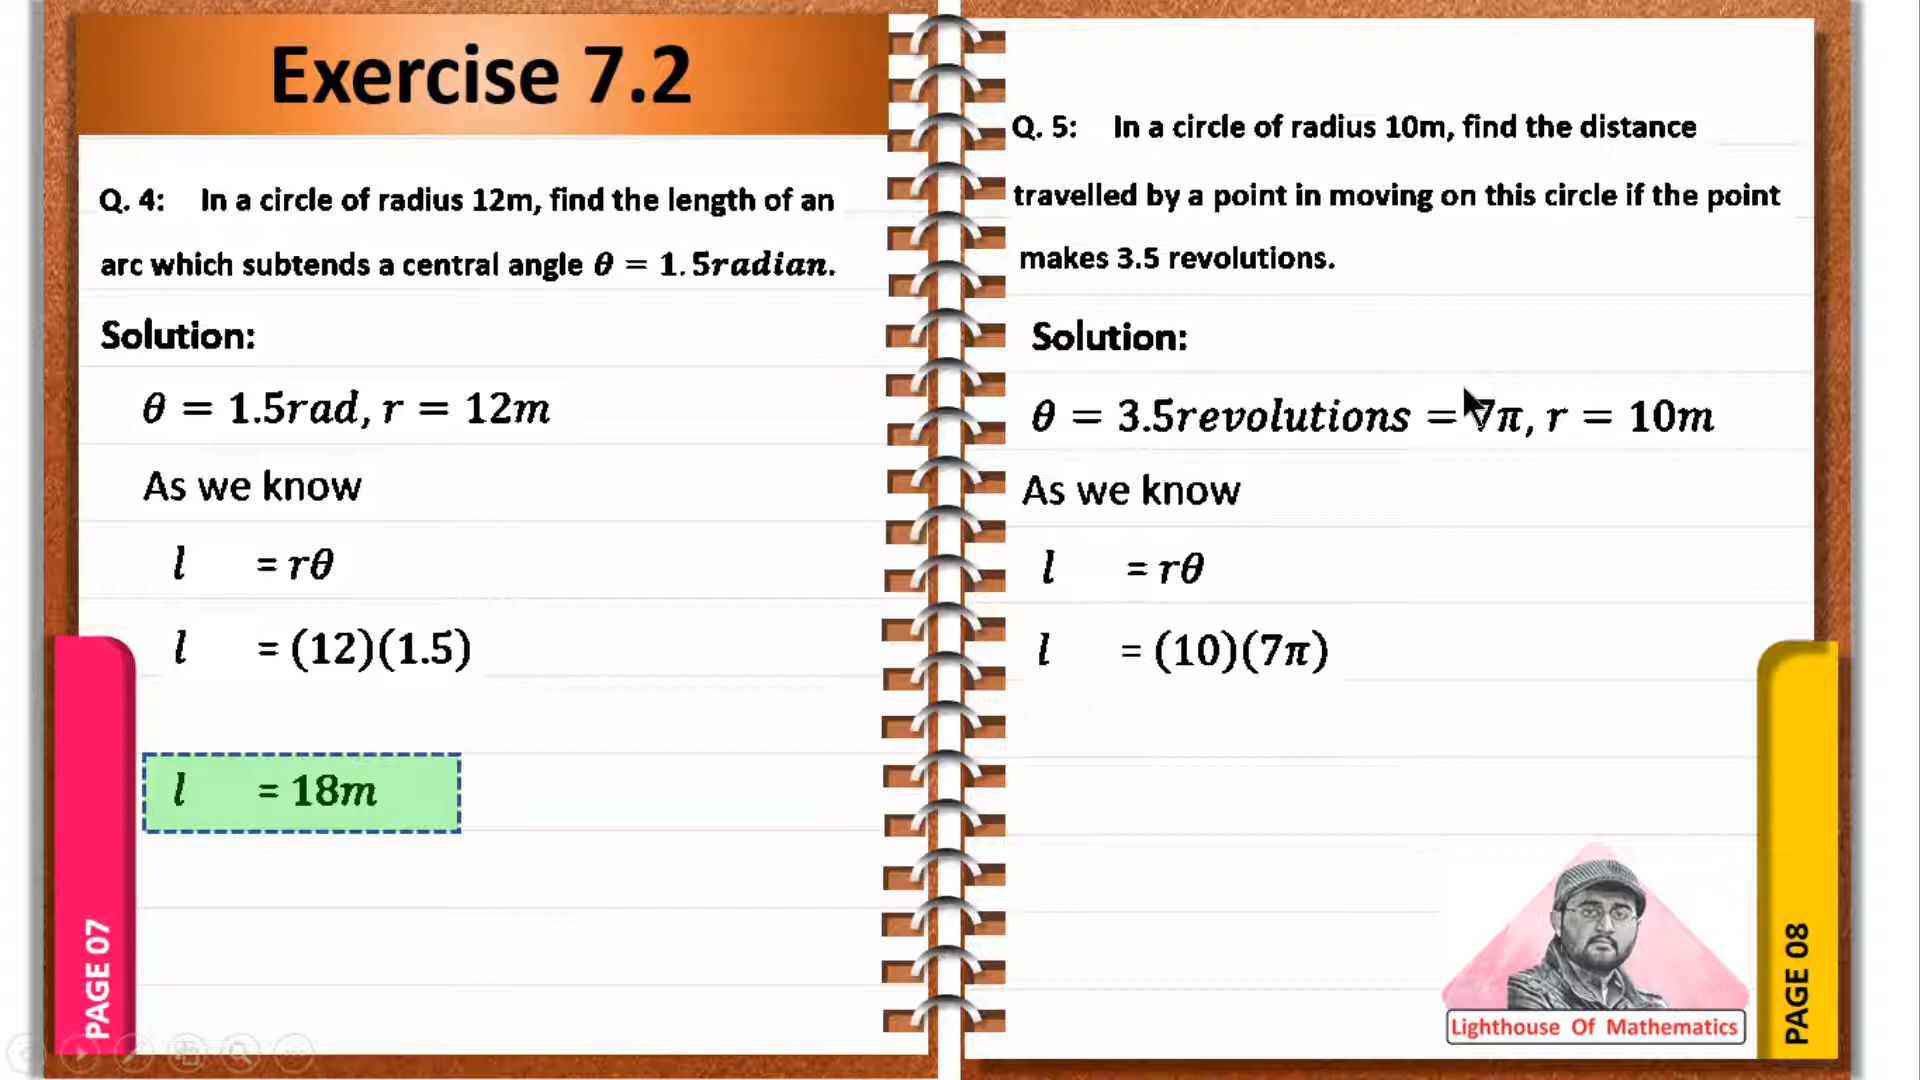 Exercise 7.2
Q. 4: In a circle of radius 12m, find the length of an
arc which subtends a central angle θ = 1.5radian.
Solution:
θ = 1.5rad, r = 12m
As we know
l = rθ
l = (12)(1.5)
l = 18m
PAGE 07
Q. 5: In a circle of radius 10m, find the distance
travelled by a point in moving on this circle if the point
makes 3.5 revolutions.
Solution:
θ = 3.5revolutions = 7π, r = 10m
As we know
l = rθ
l = (10)(7π)
Lighthouse Of Mathematics
PAGE 08